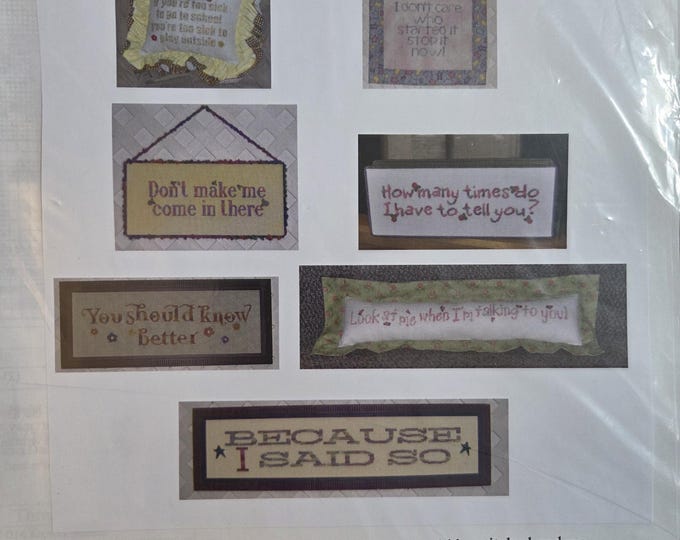 if you're too sick
to go to school
you're too sick to
play outside
I don't care
who
started it
stop it
now!
Don't make me
come in there
How many times do
I have to tell you?
You should know
better
Look at me when I'm talking to you!
BECAUSE
I SAID SO